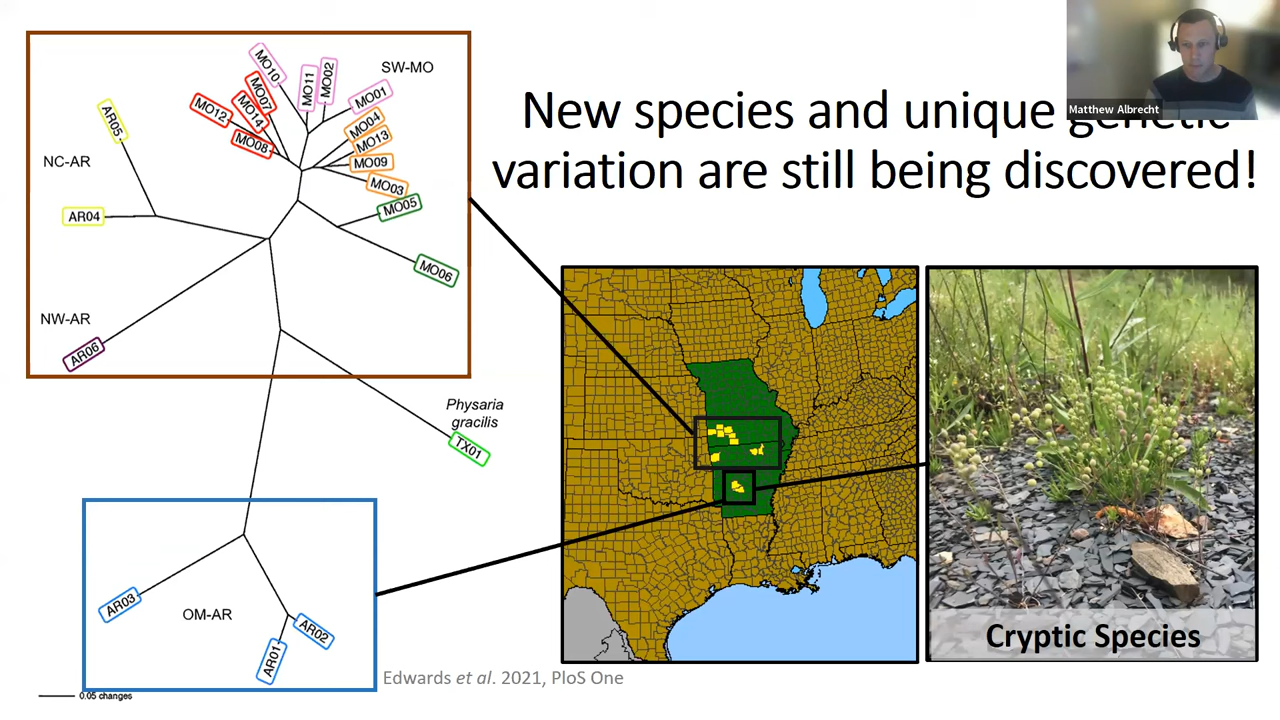 Matthew Albrecht
New species and unique genetic
variation are still being discovered!
SW-MO
MO10
MO11
MO02
MO01
MO07
MO14
MO12
MO08
MO04
MO13
MO09
MO03
MO05
MO06
AR05
NC-AR
AR04
NW-AR
AR06
Physaria
gracilis
TX01
AR03
OM-AR
AR02
AR01
0.05 changes
Edwards et al. 2021, PloS One
Cryptic Species